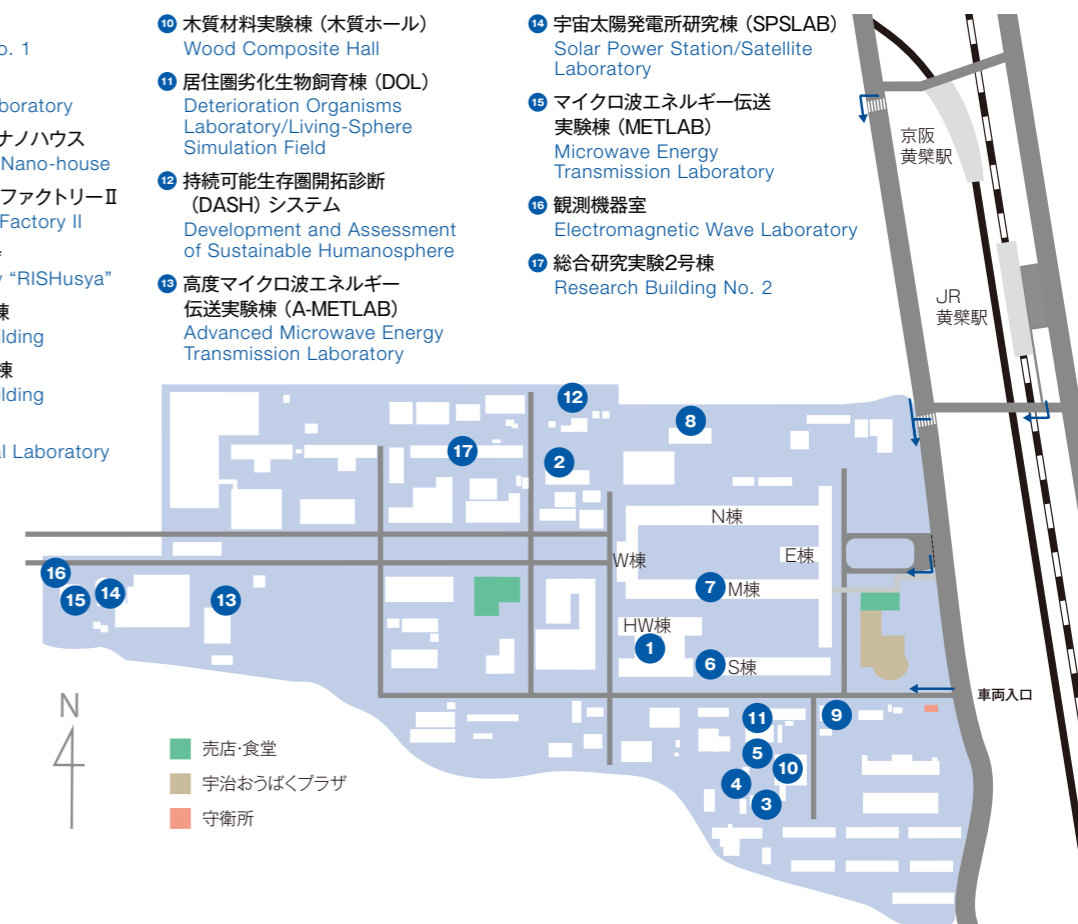 o. 1
boratory
ナノハウス
Nano-house
ファクトリーⅡ
Factory II
y “RISHusya”
棟
ilding
棟
ilding
al Laboratory
10 木質材料実験棟（木質ホール）
Wood Composite Hall
11 居住圏劣化生物飼育棟（DOL）
Deterioration Organisms
Laboratory/Living-Sphere
Simulation Field
12 持続可能生存圏開拓診断
（DASH）システム
Development and Assessment
of Sustainable Humanosphere
13 高度マイクロ波エネルギー
伝送実験棟（A-METLAB）
Advanced Microwave Energy
Transmission Laboratory
14 宇宙太陽発電所研究棟（SPSLAB）
Solar Power Station/Satellite
Laboratory
15 マイクロ波エネルギー伝送
実験棟（METLAB）
Microwave Energy
Transmission Laboratory
16 観測機器室
Electromagnetic Wave Laboratory
17 総合研究実験2号棟
Research Building No. 2
京阪
黄檗駅
JR
黄檗駅
12
8
17
2
N棟
W棟
E棟
16
15
14
13
7 M棟
HW棟
1
6 S棟
車両入口
11
9
5
10
4
3
N
売店・食堂
宇治おうばくプラザ
守衛所